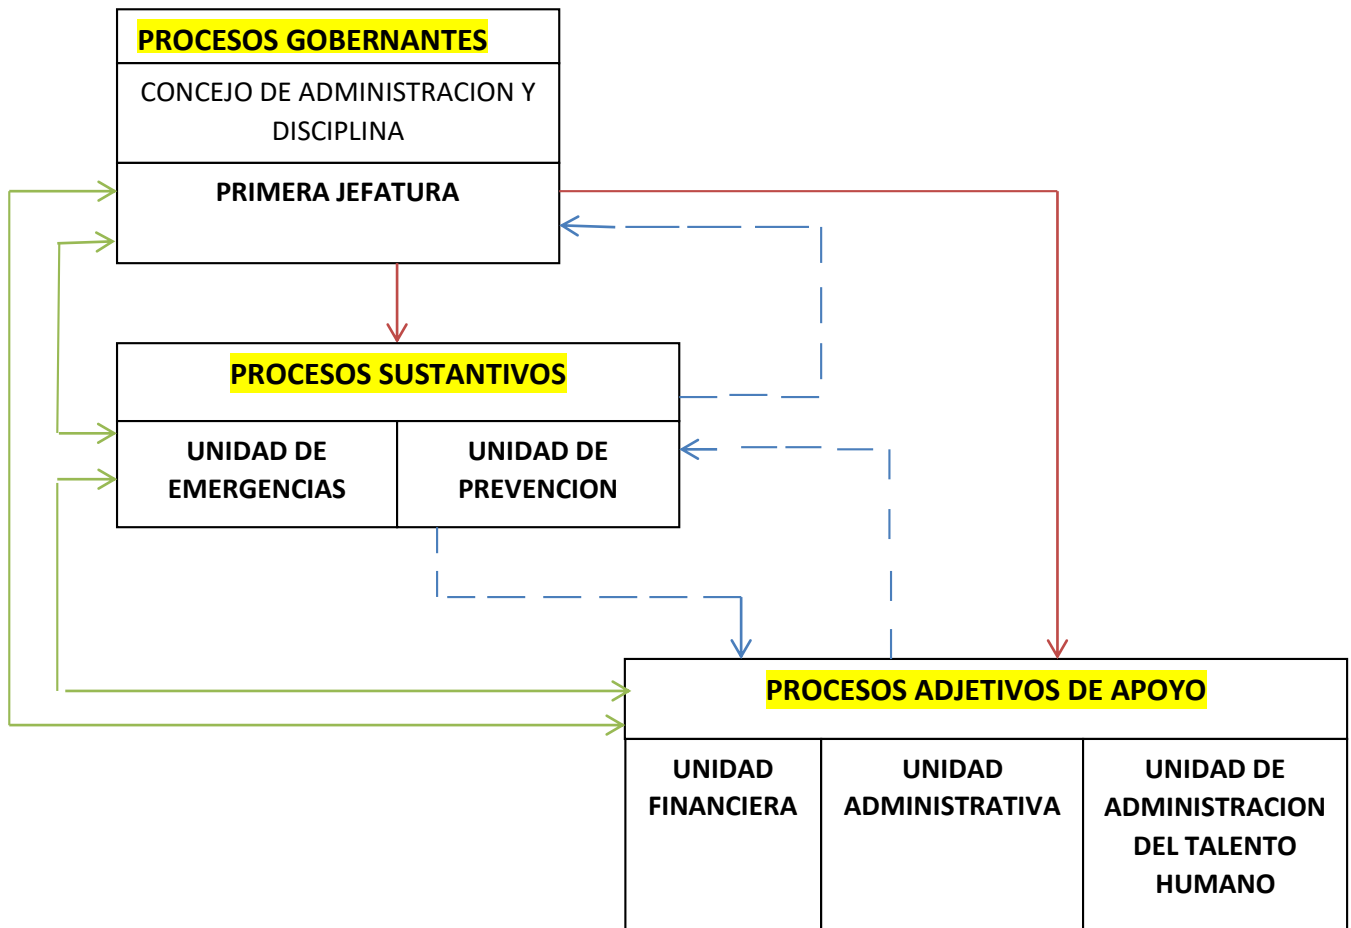 PROCESOS GOBERNANTES
CONCEJO DE ADMINISTRACION Y
DISCIPLINA
PRIMERA JEFATURA
PROCESOS SUSTANTIVOS
UNIDAD DE
EMERGENCIAS
UNIDAD DE
PREVENCION
PROCESOS ADJETIVOS DE APOYO
UNIDAD
FINANCIERA
UNIDAD
ADMINISTRATIVA
UNIDAD DE
ADMINISTRACION
DEL TALENTO
HUMANO